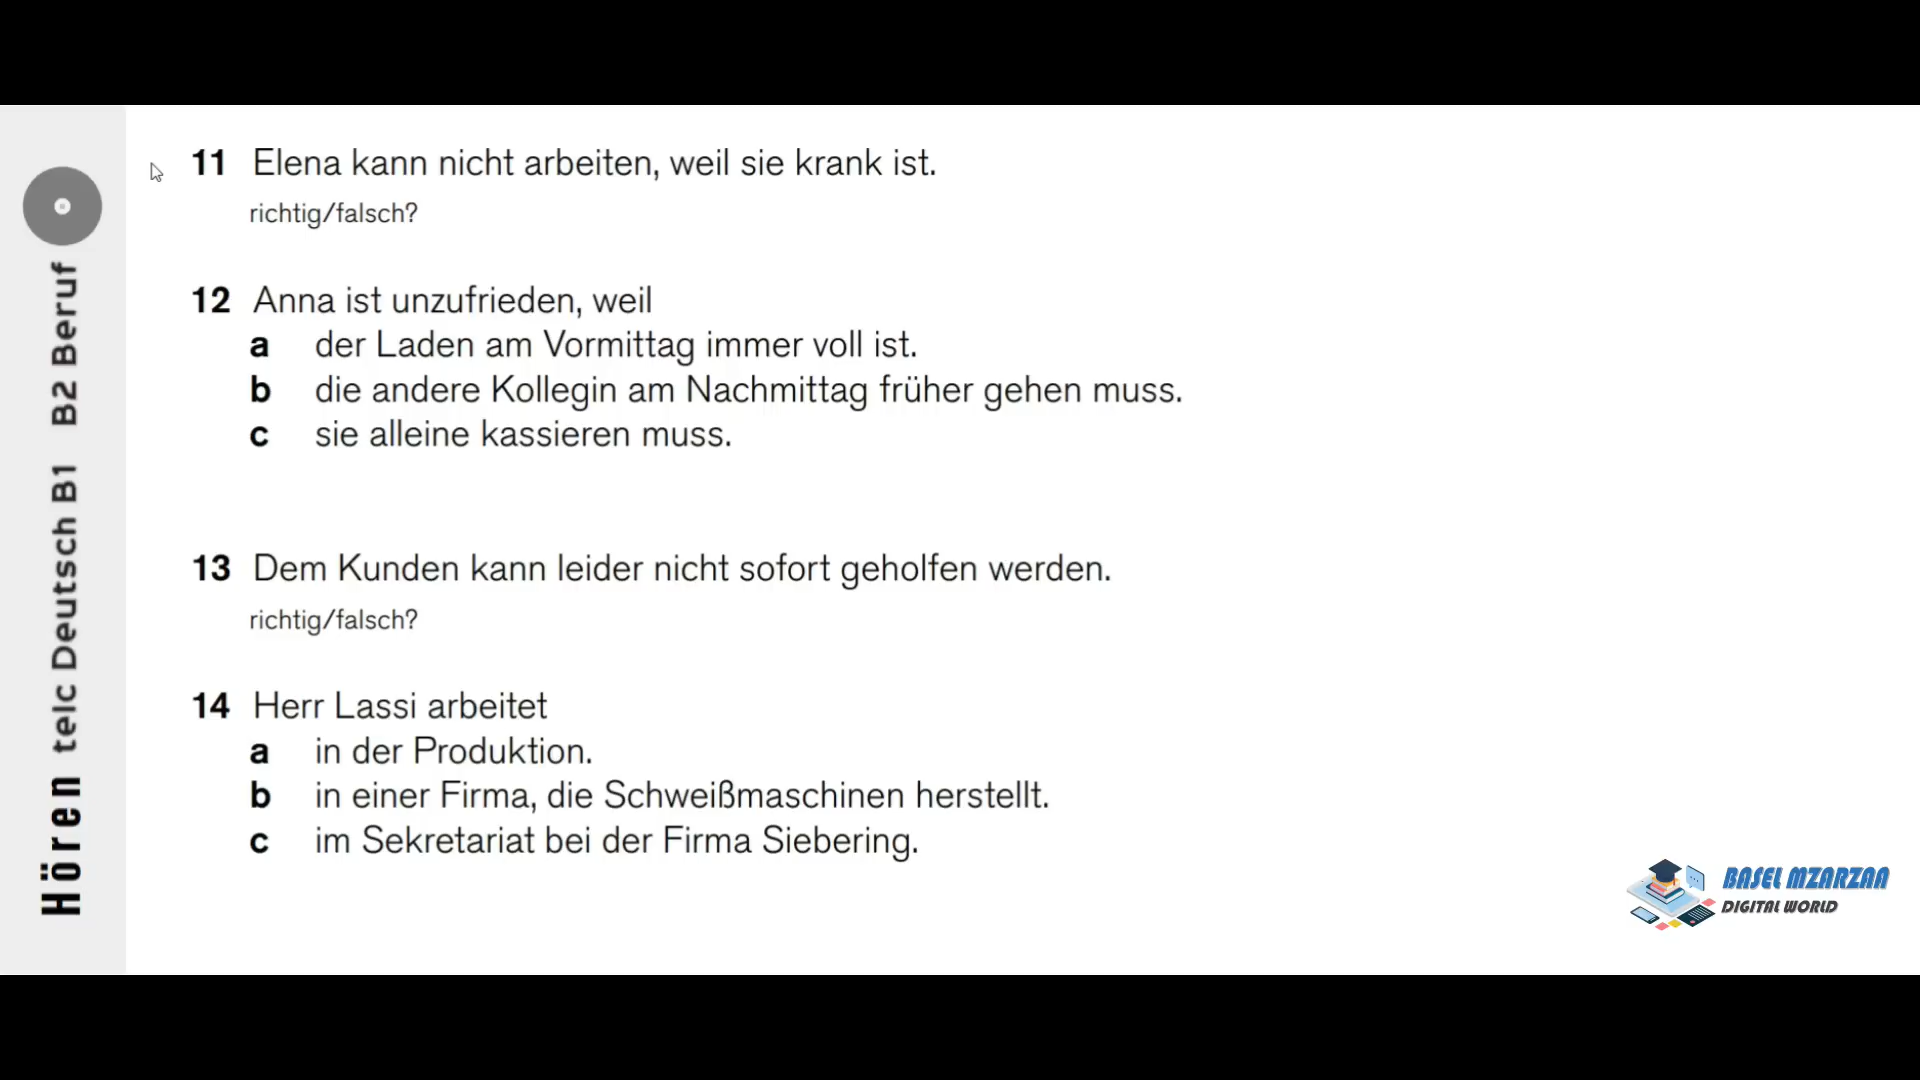 Hören telc Deutsch B1 B2 Beruf
11 Elena kann nicht arbeiten, weil sie krank ist.
richtig/falsch?
12 Anna ist unzufrieden, weil
a der Laden am Vormittag immer voll ist.
b die andere Kollegin am Nachmittag früher gehen muss.
c sie alleine kassieren muss.
13 Dem Kunden kann leider nicht sofort geholfen werden.
richtig/falsch?
14 Herr Lassi arbeitet
a in der Produktion.
b in einer Firma, die Schweißmaschinen herstellt.
c im Sekretariat bei der Firma Siebering.
BASEL MZARZAA
DIGITAL WORLD